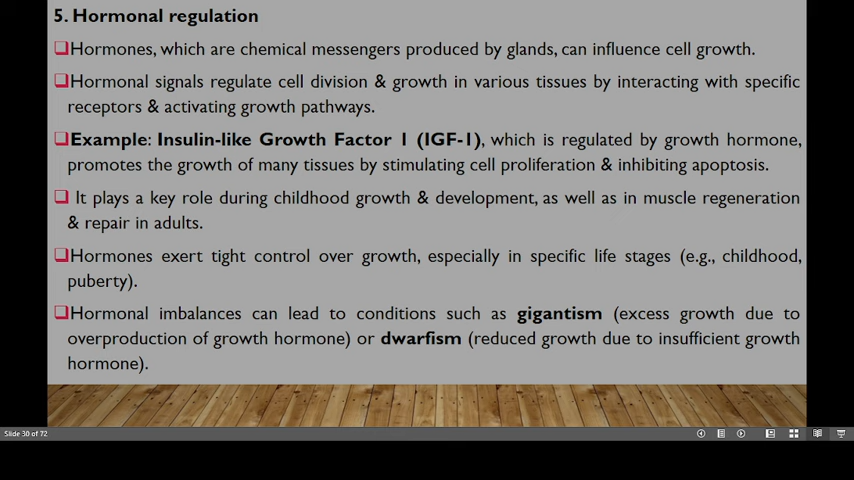 5. Hormonal regulation
Hormones, which are chemical messengers produced by glands, can influence cell growth.
Hormonal signals regulate cell division & growth in various tissues by interacting with specific
receptors & activating growth pathways.
Example: Insulin-like Growth Factor 1 (IGF-1), which is regulated by growth hormone,
promotes the growth of many tissues by stimulating cell proliferation & inhibiting apoptosis.
It plays a key role during childhood growth & development, as well as in muscle regeneration
& repair in adults.
Hormones exert tight control over growth, especially in specific life stages (e.g., childhood,
puberty).
Hormonal imbalances can lead to conditions such as gigantism (excess growth due to
overproduction of growth hormone) or dwarfism (reduced growth due to insufficient growth
hormone).
Slide 30 of 72